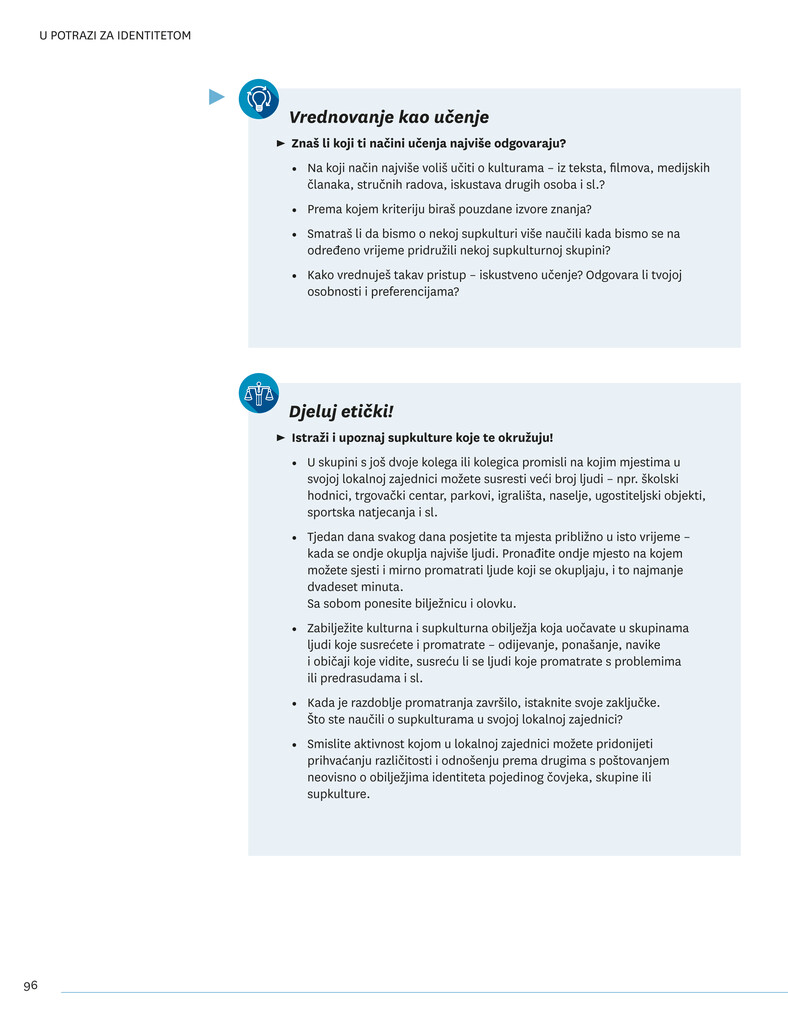 U POTRAZI ZA IDENTITETOM
Vrednovanje kao učenje
► Znaš li koji ti načini učenja najviše odgovaraju?
• Na koji način najviše voliš učiti o kulturama – iz teksta, filmova, medijskih
članaka, stručnih radova, iskustava drugih osoba i sl.?
• Prema kojem kriteriju biraš pouzdane izvore znanja?
• Smatraš li da bismo o nekoj supkulturi više naučili kada bismo se na
određeno vrijeme pridružili nekoj supkulturnoj skupini?
• Kako vrednuješ takav pristup – iskustveno učenje? Odgovara li tvojoj
osobnosti i preferencijama?
Djeluj etički!
► Istraži i upoznaj supkulture koje te okružuju!
• U skupini s još dvoje kolega ili kolegica promisli na kojim mjestima u
svojoj lokalnoj zajednici možete susresti veći broj ljudi – npr. školski
hodnici, trgovački centar, parkovi, igrališta, naselje, ugostiteljski objekti,
sportska natjecanja i sl.
• Tjedan dana svakog dana posjetite ta mjesta približno u isto vrijeme –
kada se ondje okuplja najviše ljudi. Pronađite ondje mjesto na kojem
možete sjesti i mirno promatrati ljude koji se okupljaju, i to najmanje
dvadeset minuta.
Sa sobom ponesite bilježnicu i olovku.
• Zabilježite kulturna i supkulturna obilježja koja uočavate u skupinama
ljudi koje susrećete i promatrate – odijevanje, ponašanje, navike
i običaji koje vidite, susreću li se ljudi koje promatrate s problemima
ili predrasudama i sl.
• Kada je razdoblje promatranja završilo, istaknite svoje zaključke.
Što ste naučili o supkulturama u svojoj lokalnoj zajednici?
• Smislite aktivnost kojom u lokalnoj zajednici možete pridonijeti
prihvaćanju različitosti i odnošenju prema drugima s poštovanjem
neovisno o obilježjima identiteta pojedinog čovjeka, skupine ili
supkulture.
96